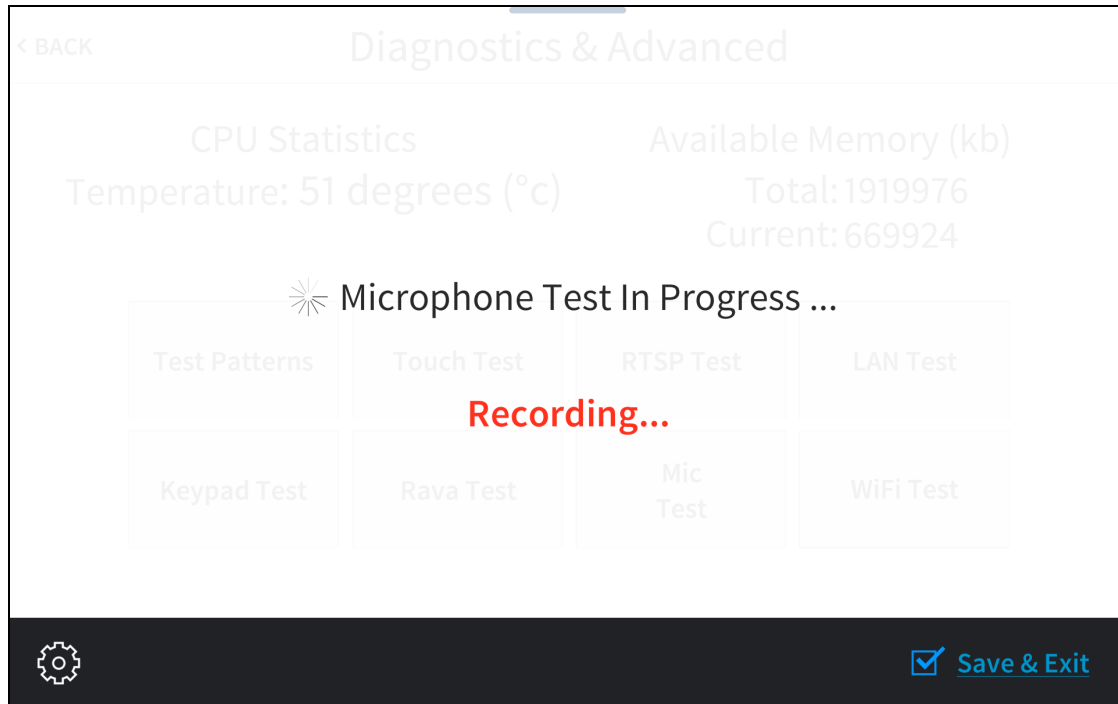 < BACK
Diagnostics & Advanced
CPU Statistics
Temperature: 51 degrees (°c)
Available Memory (kb)
Total: 1919976
Current: 669924
Microphone Test In Progress ...
Test Patterns
Touch Test
RTSP Test
LAN Test
Recording...
Keypad Test
Rava Test
Mic
Test
WiFi Test
Save & Exit